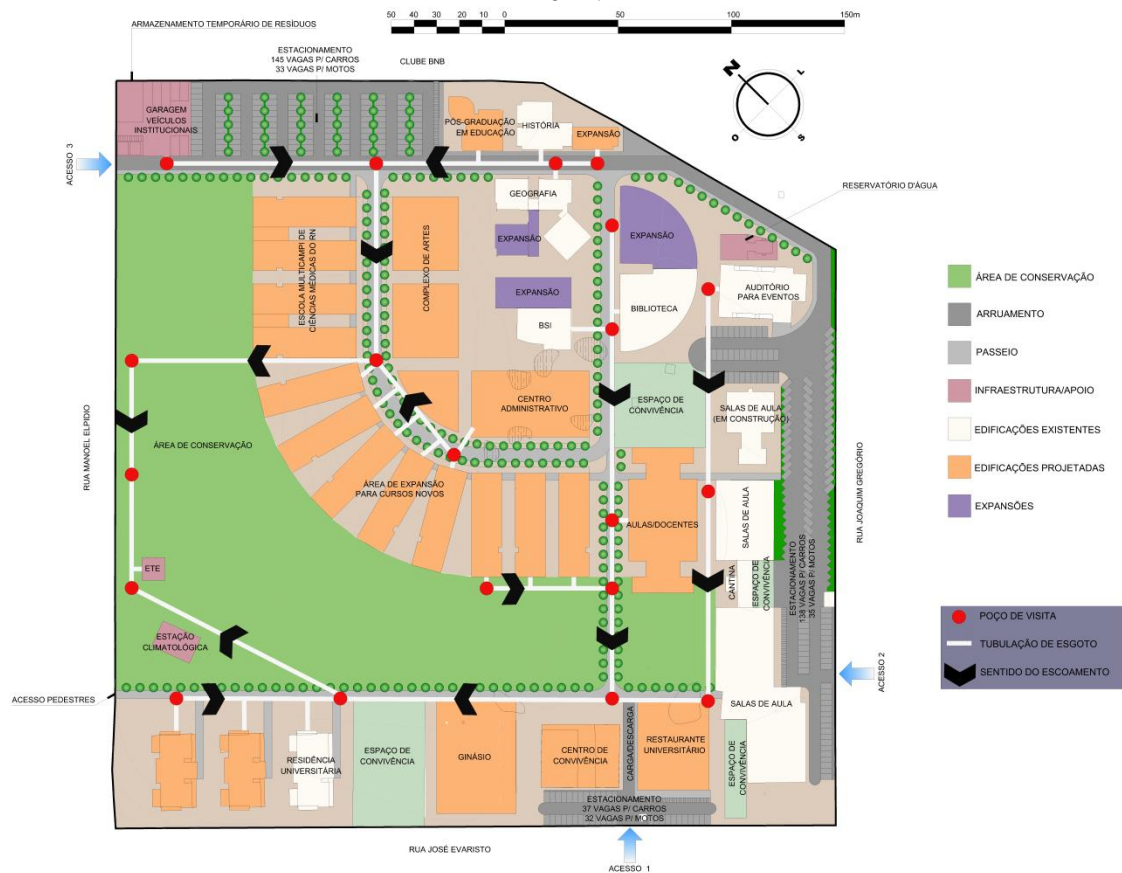 50 40 30 20 10 0 50 100 150m
ARMAZENAMENTO TEMPORÁRIO DE RESÍDUOS
ESTACIONAMENTO
145 VAGAS P/ CARROS
33 VAGAS P/ MOTOS
CLUBE BNB
N
L
O
S
GARAGEM
VEÍCULOS
INSTITUCIONAIS
PÓS-GRADUAÇÃO
EM EDUCAÇÃO
HISTÓRIA
EXPANSÃO
ACESSO 3
GEOGRAFIA
RESERVATÓRIO D'ÁGUA
EXPANSÃO
EXPANSÃO
ESCOLA MULTICAMPI DE
CIÊNCIAS MÉDICAS DO RN
COMPLEXO DE ARTES
EXPANSÃO
BSI
BIBLIOTECA
AUDITÓRIO
PARA EVENTOS
CENTRO
ADMINISTRATIVO
ESPAÇO DE
CONVIVÊNCIA
SALAS DE AULA
(EM CONSTRUÇÃO)
RUA MANOEL ELPIDIO
ÁREA DE CONSERVAÇÃO
ÁREA DE EXPANSÃO
PARA CURSOS NOVOS
AULAS/DOCENTES
SALAS DE AULA
RUA JOAQUIM GREGÓRIO
ETE
CANTINA
ESPAÇO DE
CONVIVÊNCIA
ESTACIONAMENTO
138 VAGAS P/ CARROS
35 VAGAS P/ MOTOS
ESTAÇÃO
CLIMATOLÓGICA
ACESSO 2
ACESSO PEDESTRES
SALAS DE AULA
RESIDÊNCIA
UNIVERSITÁRIA
ESPAÇO DE
CONVIVÊNCIA
GINÁSIO
CENTRO DE
CONVIVÊNCIA
CARGA/DESCARGA
RESTAURANTE
UNIVERSITÁRIO
ESPAÇO DE
CONVIVÊNCIA
ESTACIONAMENTO
37 VAGAS P/ CARROS
32 VAGAS P/ MOTOS
RUA JOSÉ EVARISTO
ACESSO 1
ÁREA DE CONSERVAÇÃO
ARRUAMENTO
PASSEIO
INFRAESTRUTURA/APOIO
EDIFICAÇÕES EXISTENTES
EDIFICAÇÕES PROJETADAS
EXPANSÕES
POÇO DE VISITA
TUBULAÇÃO DE ESGOTO
SENTIDO DO ESCOAMENTO